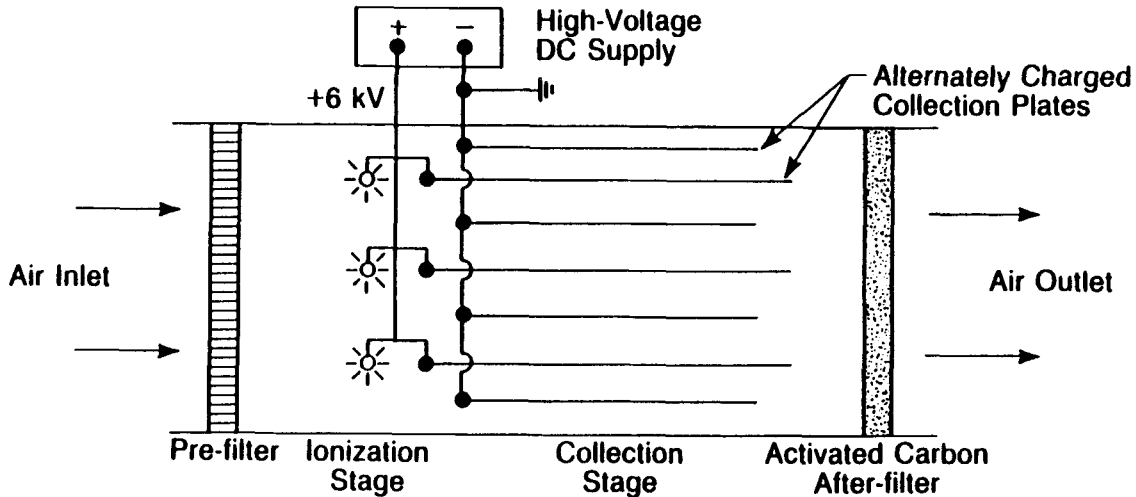 + −
High-Voltage
DC Supply
+6 kV
Alternately Charged
Collection Plates
Air Inlet
Air Outlet
Pre-filter
Ionization
Stage
Collection
Stage
Activated Carbon
After-filter